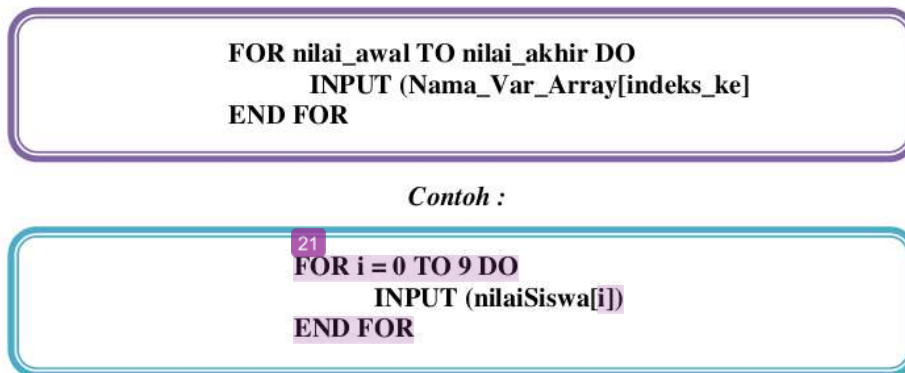 FOR nilai_awal TO nilai_akhir DO
INPUT (Nama_Var_Array[indeks_ke]
END FOR
Contoh :
21
FOR i = 0 TO 9 DO
INPUT (nilaiSiswa[i])
END FOR